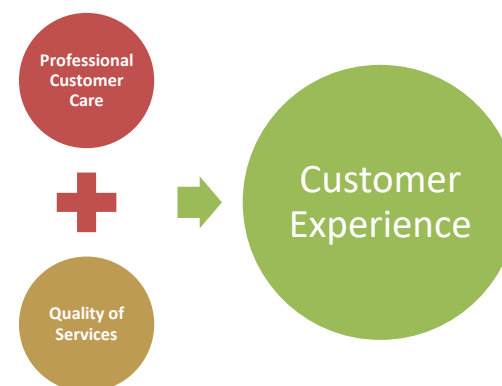 Professional
Customer
Care
Customer
Experience
Quality of
Services